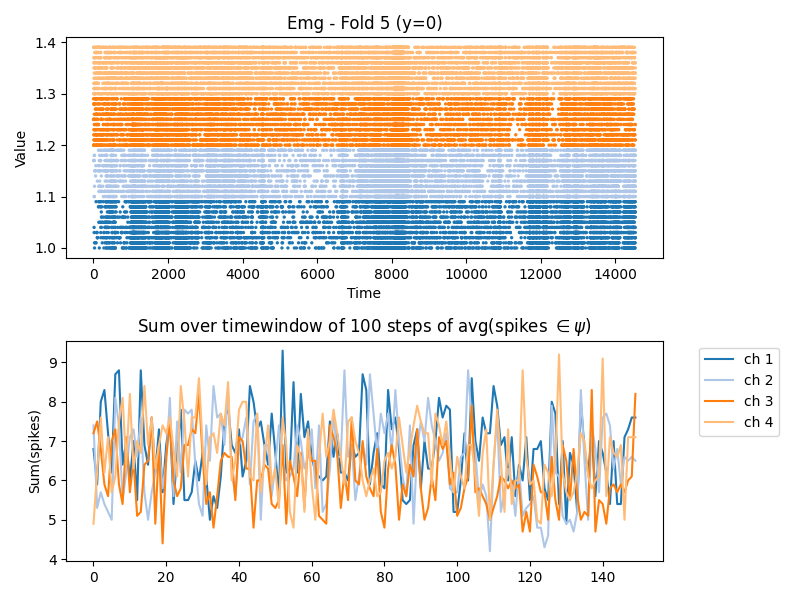 Emg - Fold 5 (y=0)
Value
1.4
1.3
1.2
1.1
1.0
0 2000 4000 6000 8000 10000 12000 14000
Time
Sum over timewindow of 100 steps of avg(spikes ∈ ψ)
Sum(spikes)
9
8
7
6
5
4
0 20 40 60 80 100 120 140
ch 1
ch 2
ch 3
ch 4